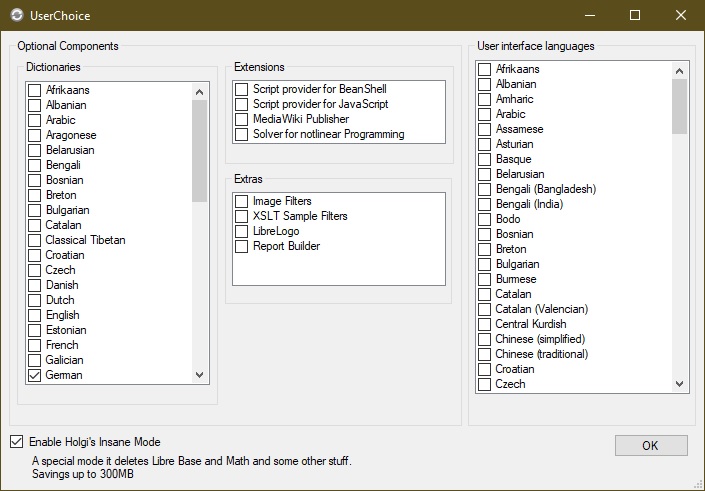 UserChoice
Optional Components
Dictionaries
Afrikaans
Albanian
Arabic
Aragonese
Belarusian
Bengali
Bosnian
Breton
Bulgarian
Catalan
Classical Tibetan
Croatian
Czech
Danish
Dutch
English
Estonian
French
Galician
German
Extensions
Script provider for BeanShell
Script provider for JavaScript
MediaWiki Publisher
Solver for notlinear Programming
Extras
Image Filters
XSLT Sample Filters
LibreLogo
Report Builder
User interface languages
Afrikaans
Albanian
Amharic
Arabic
Assamese
Asturian
Basque
Belarusian
Bengali (Bangladesh)
Bengali (India)
Bodo
Bosnian
Breton
Bulgarian
Burmese
Catalan
Catalan (Valencian)
Central Kurdish
Chinese (simplified)
Chinese (traditional)
Croatian
Czech
Enable Holgi's Insane Mode
A special mode it deletes Libre Base and Math and some other stuff.
Savings up to 300MB
OK